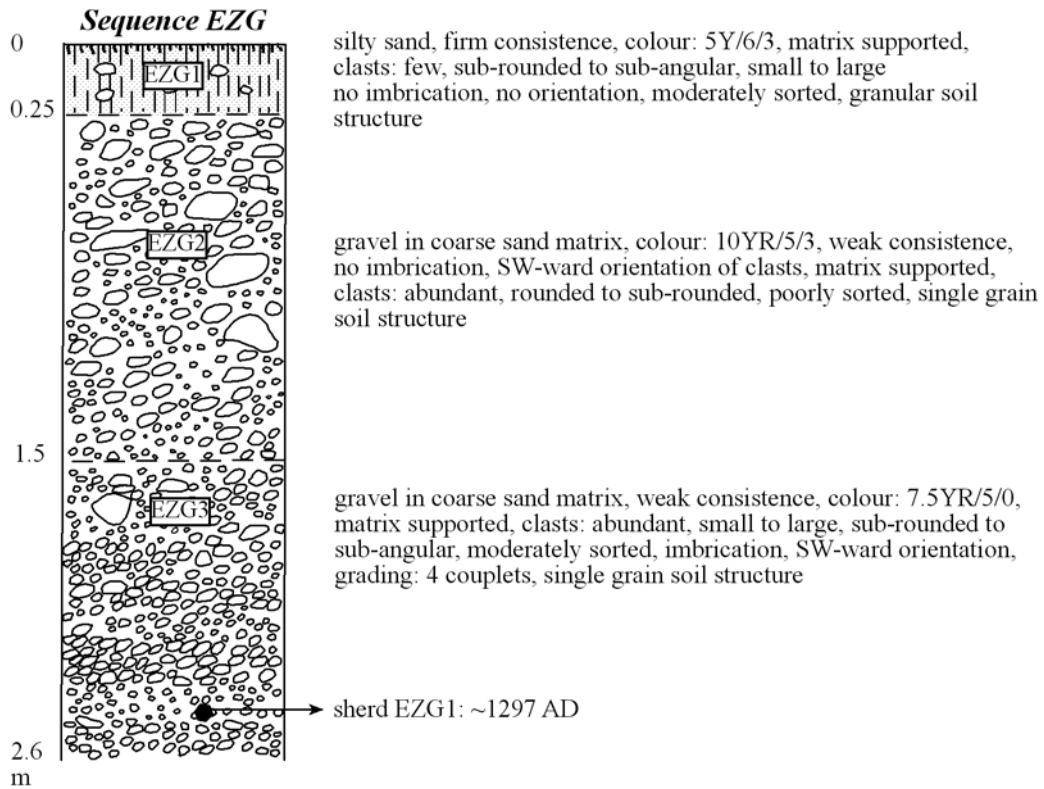 Sequence EZG
0
silty sand, firm consistence, colour: 5Y/6/3, matrix supported,
clasts: few, sub-rounded to sub-angular, small to large
no imbrication, no orientation, moderately sorted, granular soil
structure
EZG1
0.25
EZG2
gravel in coarse sand matrix, colour: 10YR/5/3, weak consistence,
no imbrication, SW-ward orientation of clasts, matrix supported,
clasts: abundant, rounded to sub-rounded, poorly sorted, single grain
soil structure
1.5
EZG3
gravel in coarse sand matrix, weak consistence, colour: 7.5YR/5/0,
matrix supported, clasts: abundant, small to large, sub-rounded to
sub-angular, moderately sorted, imbrication, SW-ward orientation,
grading: 4 couplets, single grain soil structure
sherd EZG1: ~1297 AD
2.6
m